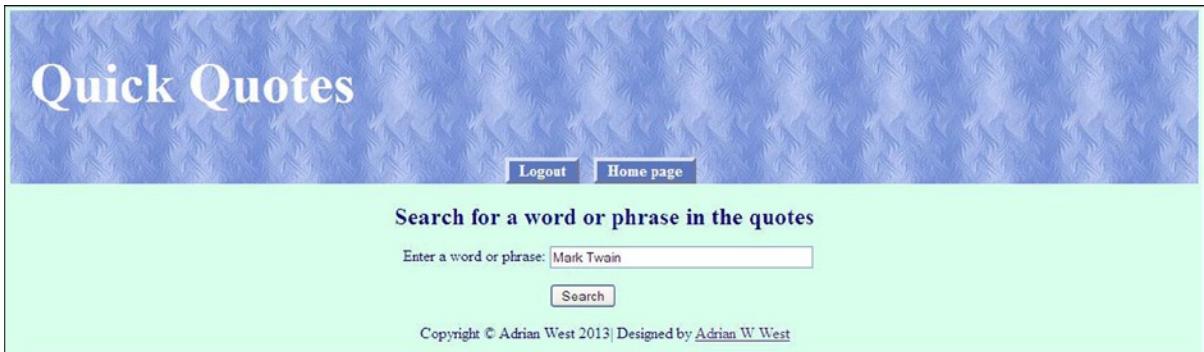 Quick Quotes
Logout Home page
Search for a word or phrase in the quotes
Enter a word or phrase: Mark Twain
Search
Copyright © Adrian West 2013| Designed by Adrian W West